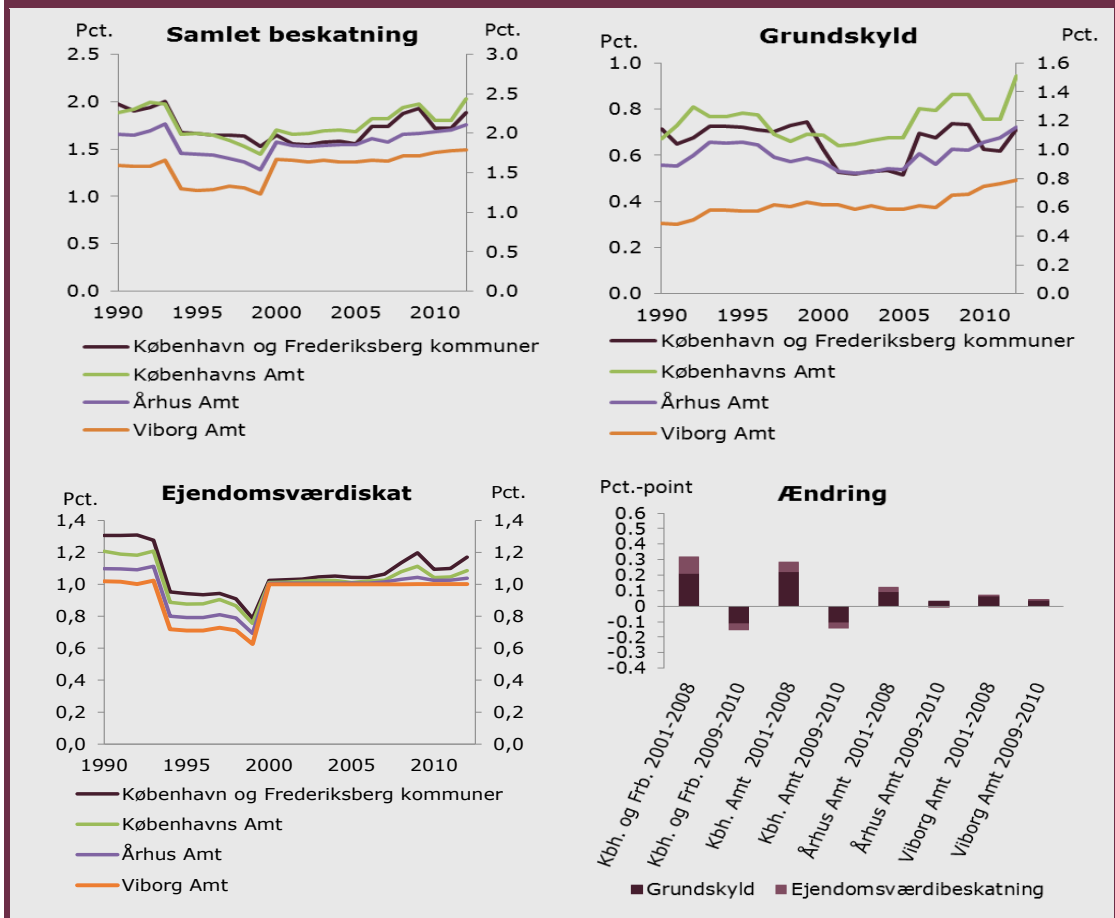 Samlet beskatning
Pct.
Pct.
2.5
2.0
1.5
1.0
0.5
0.0
3.0
2.5
2.0
1.5
1.0
0.5
0.0
1990 1995 2000 2005 2010
København og Frederiksberg kommuner
Københavns Amt
Århus Amt
Viborg Amt
Grundskyld
Pct.
Pct.
1.0
0.8
0.6
0.4
0.2
0.0
1.6
1.4
1.2
1.0
0.8
0.6
0.4
0.2
0.0
1990 1995 2000 2005 2010
København og Frederiksberg kommuner
Københavns Amt
Århus Amt
Viborg Amt
Ejendomsværdiskat
Pct.
Pct.
1,4
1,2
1,0
0,8
0,6
0,4
0,2
0,0
1,4
1,2
1,0
0,8
0,6
0,4
0,2
0,0
1990 1995 2000 2005 2010
København og Frederiksberg kommuner
Københavns Amt
Århus Amt
Viborg Amt
Ændring
Pct.-point
0.6
0.5
0.4
0.3
0.2
0.1
0
-0.1
-0.2
-0.3
-0.4
Kbh. og Frb. 2001-2008
Kbh. og Frb. 2009-2010
Kbh. Amt 2001-2008
Kbh. Amt 2009-2010
Århus Amt 2001-2008
Århus Amt 2009-2010
Viborg Amt 2001-2008
Viborg Amt 2009-2010
Grundskyld Ejendomsværdibeskatning